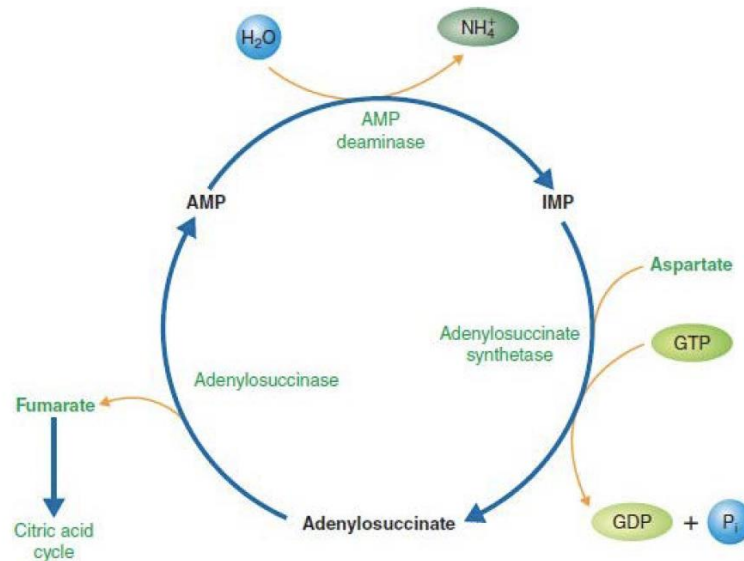 H₂O
NH₄⁺
AMP
deaminase
AMP
IMP
Aspartate
Adenylosuccinate
synthetase
GTP
Adenylosuccinase
Fumarate
Adenylosuccinate
GDP + Pᵢ
Citric acid
cycle